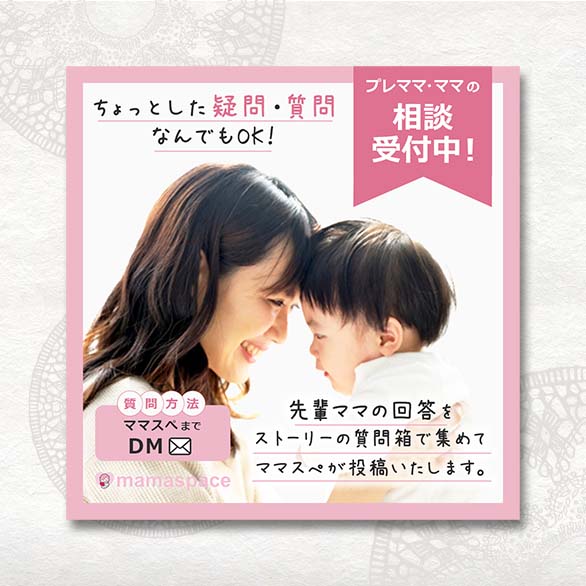 ちょっとした疑問・質問
なんでもOK!
プレママ・ママの
相談
受付中!
質問方法
ママスペまで
DM
mamaspace
先輩ママの回答を
ストーリーの質問箱で集めて
ママスペが投稿いたします。